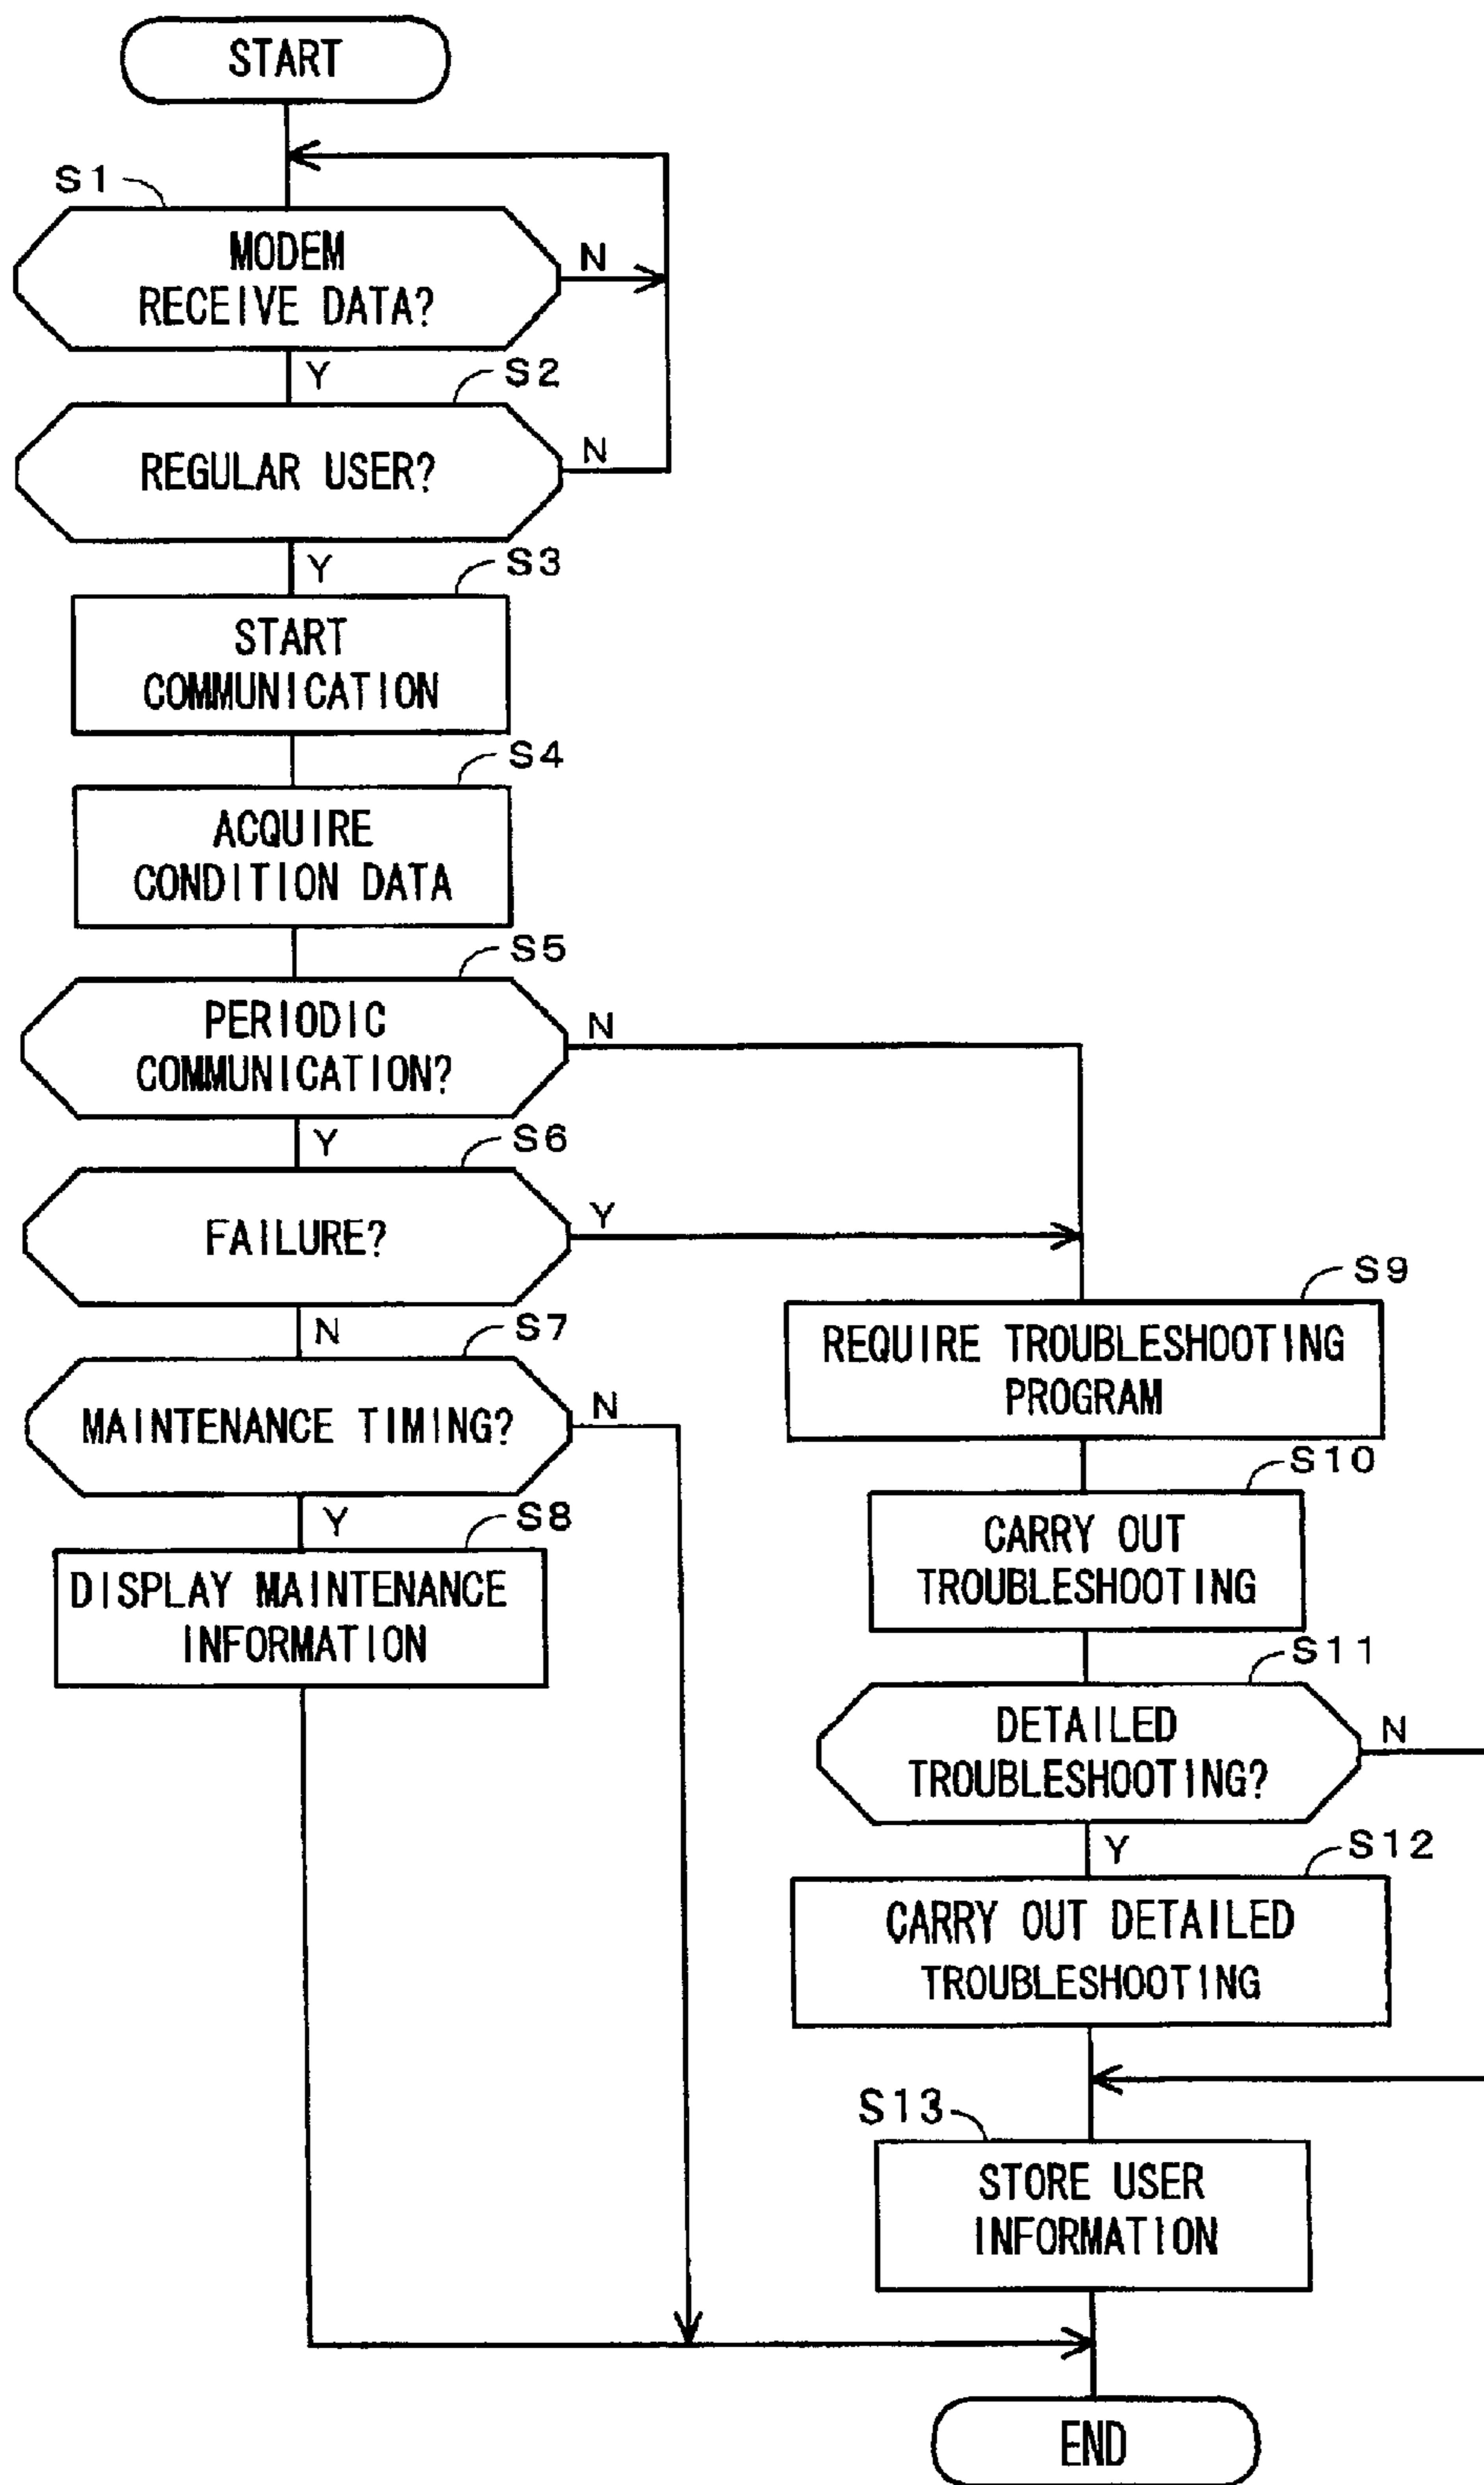 START
S1
MODEM
RECEIVE DATA?
N
Y
S2
REGULAR USER?
N
Y
S3
START
COMMUNICATION
S4
ACQUIRE
CONDITION DATA
S5
PERIODIC
COMMUNICATION?
N
Y
S6
FAILURE?
Y
N
S7
MAINTENANCE TIMING?
N
Y
S8
DISPLAY MAINTENANCE
INFORMATION
S9
REQUIRE TROUBLESHOOTING
PROGRAM
S10
CARRY OUT
TROUBLESHOOTING
S11
DETAILED
TROUBLESHOOTING?
N
Y
S12
CARRY OUT DETAILED
TROUBLESHOOTING
S13
STORE USER
INFORMATION
END